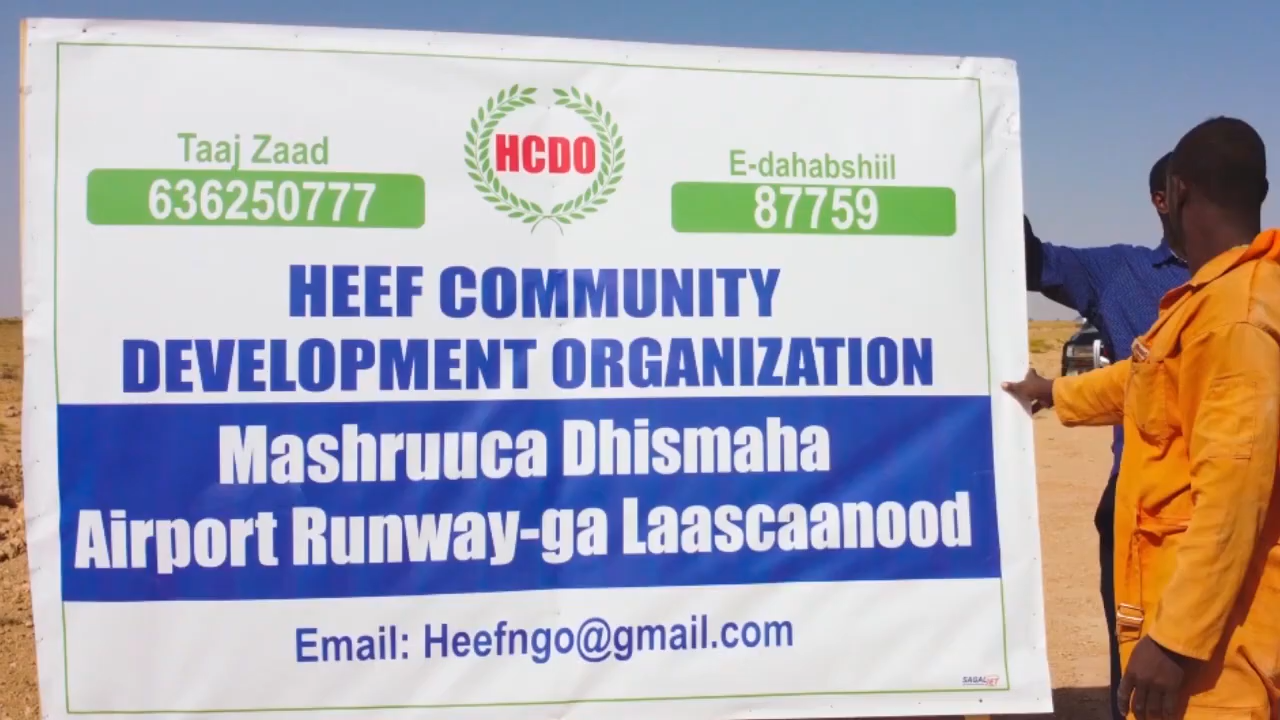 Taaj Zaad
636250777
HCDO
E-dahabshiil
87759
HEEF COMMUNITY
DEVELOPMENT ORGANIZATION
Mashruuca Dhismaha
Airport Runway-ga Laascaanood
Email: Heefngo@gmail.com
SAGALJET